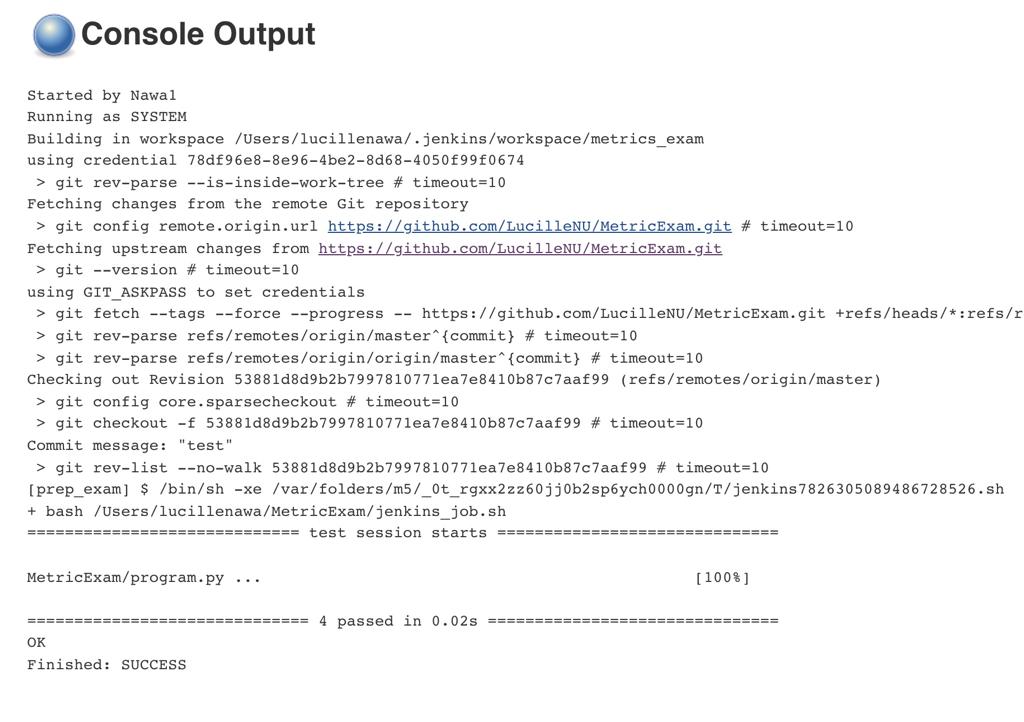 Console Output
Started by Nawal
Running as SYSTEM
Building in workspace /Users/lucillenawa/.jenkins/workspace/metrics_exam
using credential 78df96e8-8e96-4be2-8d68-4050f99f0674
 > git rev-parse --is-inside-work-tree # timeout=10
Fetching changes from the remote Git repository
 > git config remote.origin.url https://github.com/LucilleNU/MetricExam.git # timeout=10
Fetching upstream changes from https://github.com/LucilleNU/MetricExam.git
 > git --version # timeout=10
using GIT_ASKPASS to set credentials
 > git fetch --tags --force --progress -- https://github.com/LucilleNU/MetricExam.git +refs/heads/*:refs/r
 > git rev-parse refs/remotes/origin/master^{commit} # timeout=10
 > git rev-parse refs/remotes/origin/origin/master^{commit} # timeout=10
Checking out Revision 53881d8d9b2b7997810771ea7e8410b87c7aaf99 (refs/remotes/origin/master)
 > git config core.sparsecheckout # timeout=10
 > git checkout -f 53881d8d9b2b7997810771ea7e8410b87c7aaf99 # timeout=10
Commit message: "test"
 > git rev-list --no-walk 53881d8d9b2b7997810771ea7e8410b87c7aaf99 # timeout=10
[prep_exam] $ /bin/sh -xe /var/folders/m5/_0t_rgxx2zz60jj0b2sp6ych0000gn/T/jenkins7826305089486728526.sh
+ bash /Users/lucillenawa/MetricExam/jenkins_job.sh
============================= test session starts ==============================
MetricExam/program.py ... [100%]
============================== 4 passed in 0.02s ===============================
OK
Finished: SUCCESS